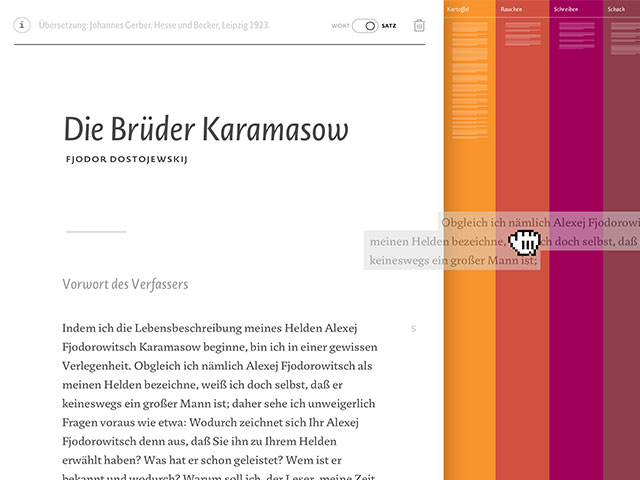 i
Übersetzung: Johannes Gerber. Hesse und Becker, Leipzig 1923.
WORT SATZ
Kartoffel Rauchen Schreiben Schach
Die Brüder Karamasow
FJODOR DOSTOJEWSKIJ
Obgleich ich nämlich Alexej Fjodorowi
meinen Helden bezeichne, ch doch selbst, daß
keineswegs ein großer Mann ist;
Vorwort des Verfassers
Indem ich die Lebensbeschreibung meines Helden Alexej
S
Fjodorowitsch Karamasow beginne, bin ich in einer gewissen
Verlegenheit. Obgleich ich nämlich Alexej Fjodorowitsch als
meinen Helden bezeichne, weiß ich doch selbst, daß er
keineswegs ein großer Mann ist; daher sehe ich unweigerlich
Fragen voraus wie etwa: Wodurch zeichnet sich Ihr Alexej
Fjodorowitsch denn aus, daß Sie ihn zu Ihrem Helden
erwählt haben? Was hat er schon geleistet? Wem ist er
bekannt und wodurch? Warum soll ich, der Leser, meine Zeit